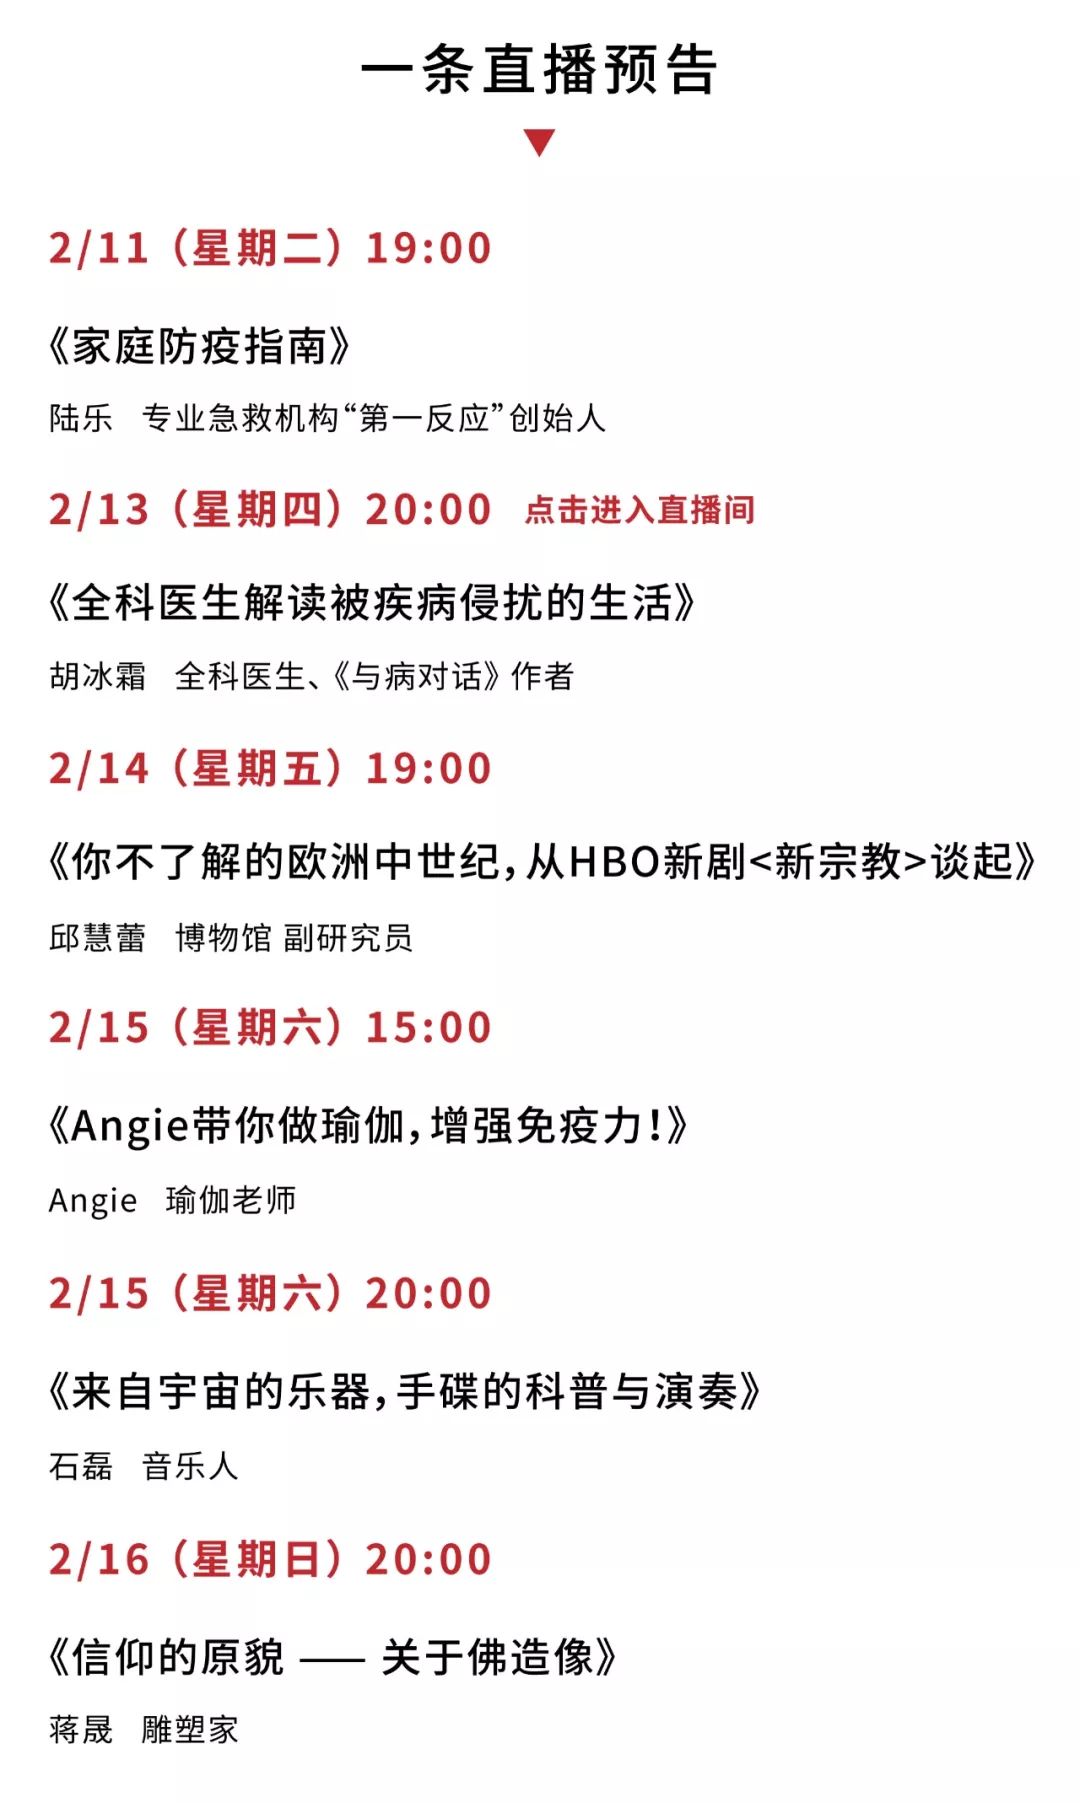 一条直播预告
2/11（星期二）19:00
《家庭防疫指南》
陆乐 专业急救机构“第一反应”创始人
2/13（星期四）20:00 点击进入直播间
《全科医生解读被疾病侵扰的生活》
胡冰霜 全科医生、《与病对话》作者
2/14（星期五）19:00
《你不了解的欧洲中世纪，从HBO新剧<新宗教>谈起》
邱慧蕾 博物馆 副研究员
2/15（星期六）15:00
《Angie带你做瑜伽，增强免疫力！》
Angie 瑜伽老师
2/15（星期六）20:00
《来自宇宙的乐器，手碟的科普与演奏》
石磊 音乐人
2/16（星期日）20:00
《信仰的原貌 —— 关于佛造像》
蒋晟 雕塑家